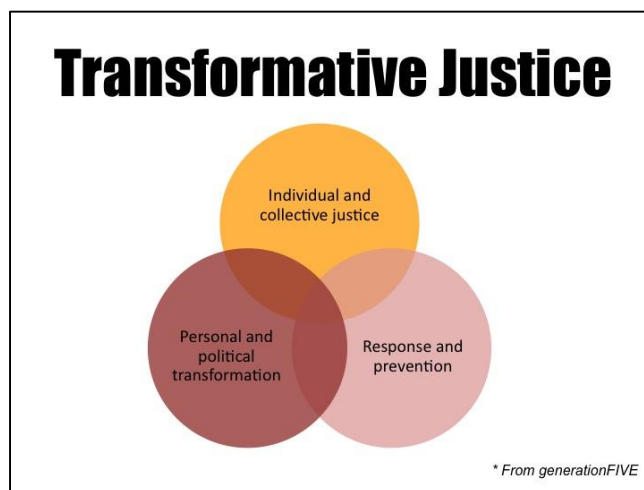 Transformative Justice
Individual and
collective justice
Personal and
political
transformation
Response and
prevention
* From generationFIVE